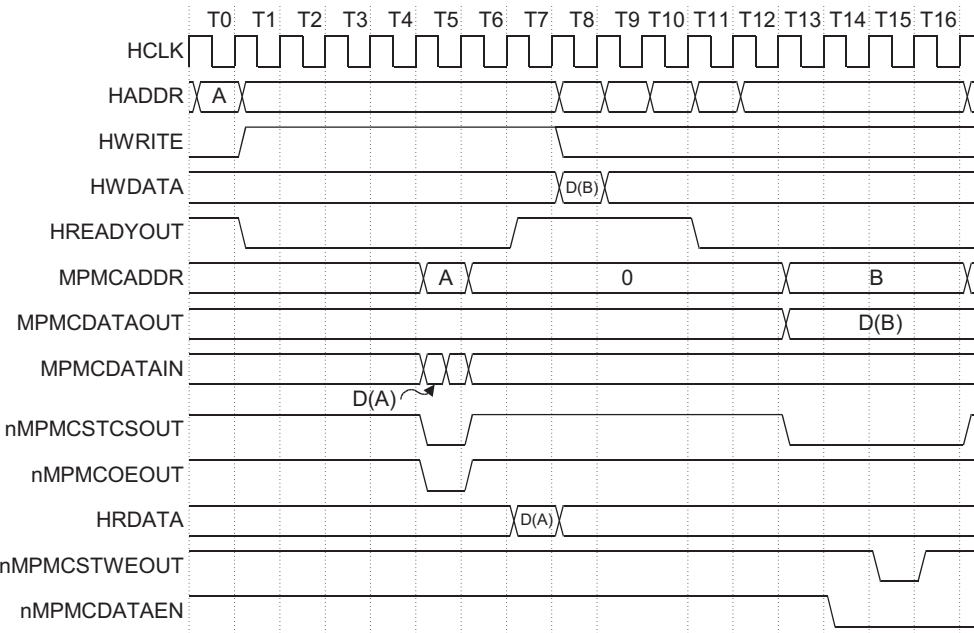 T0 T1 T2 T3 T4 T5 T6 T7 T8 T9 T10 T11 T12 T13 T14 T15 T16
HCLK
HADDR A
HWRITE
HWDATA D(B)
HREADYOUT
MPMCADDR A 0 B
MPMCDATAOUT D(B)
MPMCDATAIN
D(A)
nMPMCSTCSOUT
nMPMCOEOUT
HRDATA D(A)
nMPMCSTWEOUT
nMPMCDATAEN